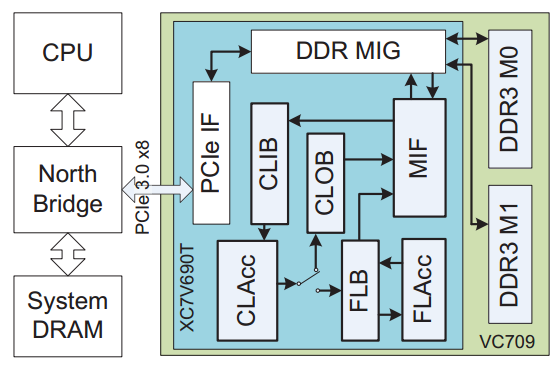 CPU
North
Bridge
System
DRAM
PCIe 3.0 x8
XC7V690T
PCIe IF
DDR MIG
CLIB
CLOB
MIF
CLAcc
FLB
FLAcc
DDR3 M0
DDR3 M1
VC709